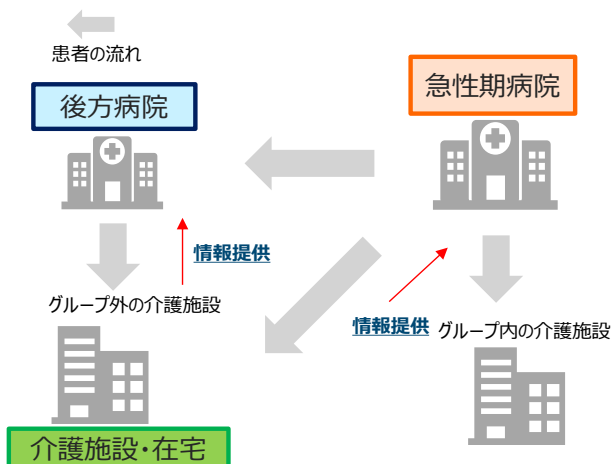 患者の流れ
後方病院
急性期病院
情報提供
グループ外の介護施設
情報提供
グループ内の介護施設
介護施設・在宅